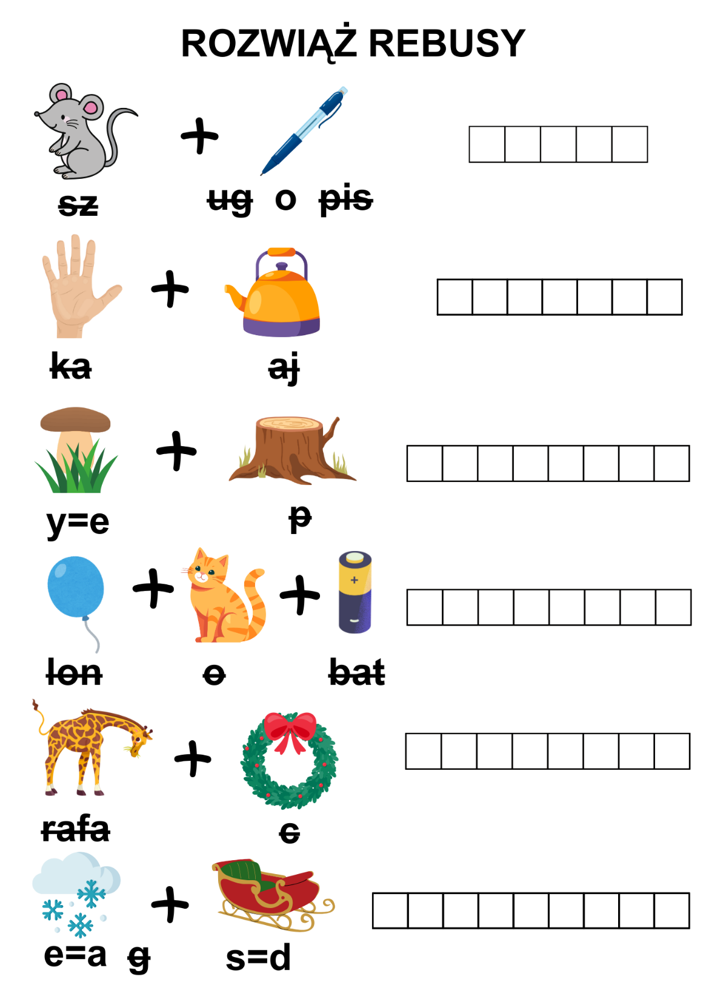 ROZWIĄŻ REBUSY
+
sz ug o pis
+
ka aj
+
y=e p
+ + + -
lon o bat
+
rafa c
+
e=a g s=d